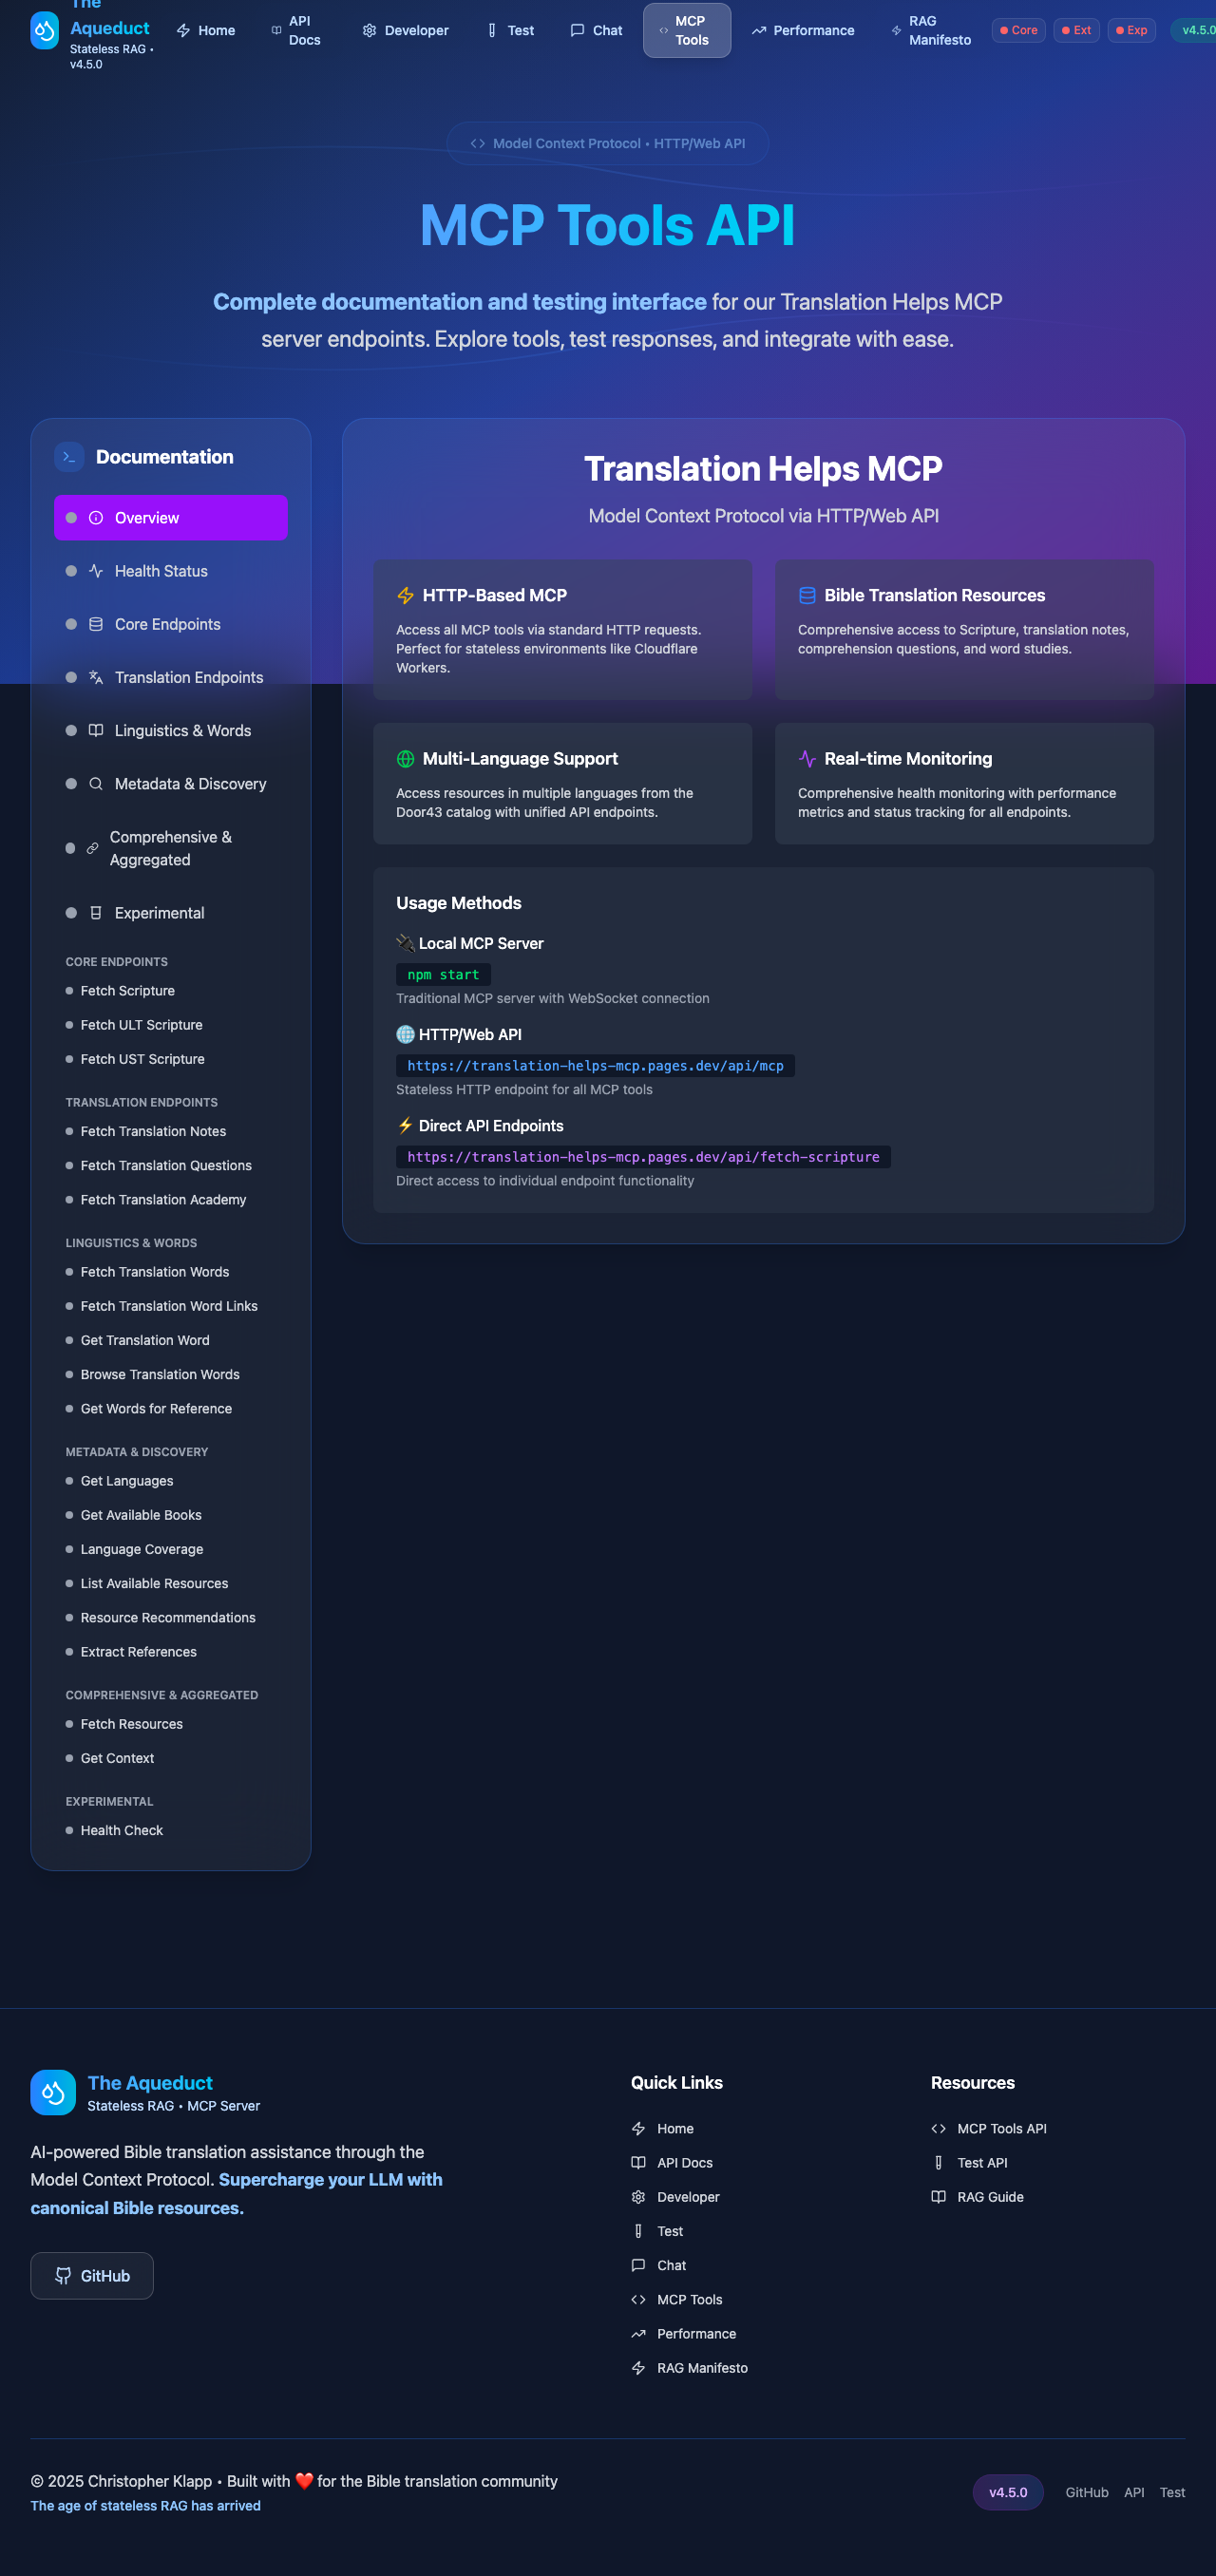 The
Aqueduct
Stateless RAG •
v4.5.0
Home
API
Docs
Developer
Test
Chat
MCP
Tools
Performance
RAG
Manifesto
Core
Ext
Exp
v4.5.0
Model Context Protocol • HTTP/Web API
MCP Tools API
Complete documentation and testing interface for our Translation Helps MCP
server endpoints. Explore tools, test responses, and integrate with ease.
Documentation
Overview
Health Status
Core Endpoints
Translation Endpoints
Linguistics & Words
Metadata & Discovery
Comprehensive &
Aggregated
Experimental
CORE ENDPOINTS
Fetch Scripture
Fetch ULT Scripture
Fetch UST Scripture
TRANSLATION ENDPOINTS
Fetch Translation Notes
Fetch Translation Questions
Fetch Translation Academy
LINGUISTICS & WORDS
Fetch Translation Words
Fetch Translation Word Links
Get Translation Word
Browse Translation Words
Get Words for Reference
METADATA & DISCOVERY
Get Languages
Get Available Books
Language Coverage
List Available Resources
Resource Recommendations
Extract References
COMPREHENSIVE & AGGREGATED
Fetch Resources
Get Context
EXPERIMENTAL
Health Check
Translation Helps MCP
Model Context Protocol via HTTP/Web API
HTTP-Based MCP
Access all MCP tools via standard HTTP requests.
Perfect for stateless environments like Cloudflare
Workers.
Bible Translation Resources
Comprehensive access to Scripture, translation notes,
comprehension questions, and word studies.
Multi-Language Support
Access resources in multiple languages from the
Door43 catalog with unified API endpoints.
Real-time Monitoring
Comprehensive health monitoring with performance
metrics and status tracking for all endpoints.
Usage Methods
🔌 Local MCP Server
npm start
Traditional MCP server with WebSocket connection
🌐 HTTP/Web API
https://translation-helps-mcp.pages.dev/api/mcp
Stateless HTTP endpoint for all MCP tools
⚡ Direct API Endpoints
https://translation-helps-mcp.pages.dev/api/fetch-scripture
Direct access to individual endpoint functionality
The Aqueduct
Stateless RAG • MCP Server
AI-powered Bible translation assistance through the
Model Context Protocol. Supercharge your LLM with
canonical Bible resources.
GitHub
Quick Links
Home
API Docs
Developer
Test
Chat
MCP Tools
Performance
RAG Manifesto
Resources
MCP Tools API
Test API
RAG Guide
© 2025 Christopher Klapp • Built with ❤️ for the Bible translation community
The age of stateless RAG has arrived
v4.5.0
GitHub
API
Test